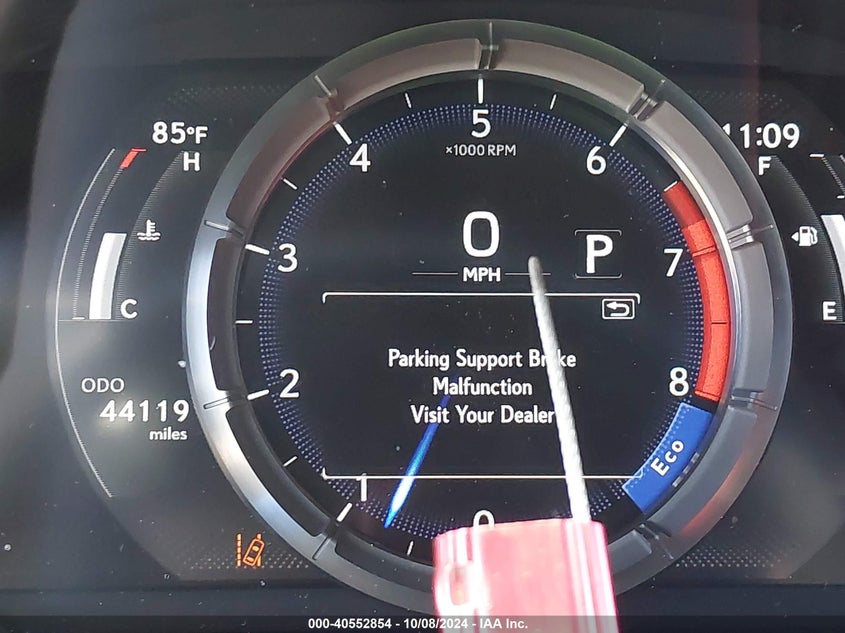 85°F
H
C
ODO
44119
miles
5
×1000 RPM
4
6
3
7
2
8
1
0
0
MPH
P
Parking Support Brake
Malfunction
Visit Your Dealer
Eco
11:09
F
E
000-40552854 - 10/08/2024 - IAA Inc.